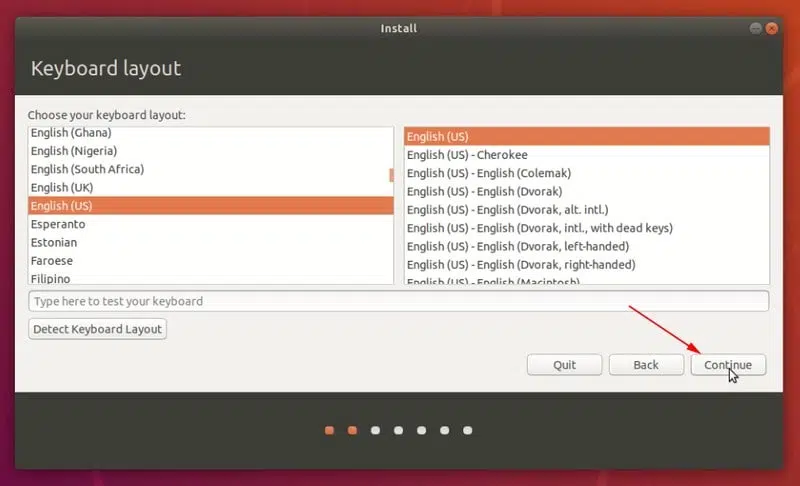 Install
Keyboard layout
Choose your keyboard layout:
English (Ghana)
English (Nigeria)
English (South Africa)
English (UK)
English (US)
Esperanto
Estonian
Faroese
Filipino
English (US)
English (US) - Cherokee
English (US) - English (Colemak)
English (US) - English (Dvorak)
English (US) - English (Dvorak, alt. intl.)
English (US) - English (Dvorak, intl., with dead keys)
English (US) - English (Dvorak, left-handed)
English (US) - English (Dvorak, right-handed)
English (US) - English (Macintosh)
Type here to test your keyboard
Detect Keyboard Layout
Quit
Back
Continue